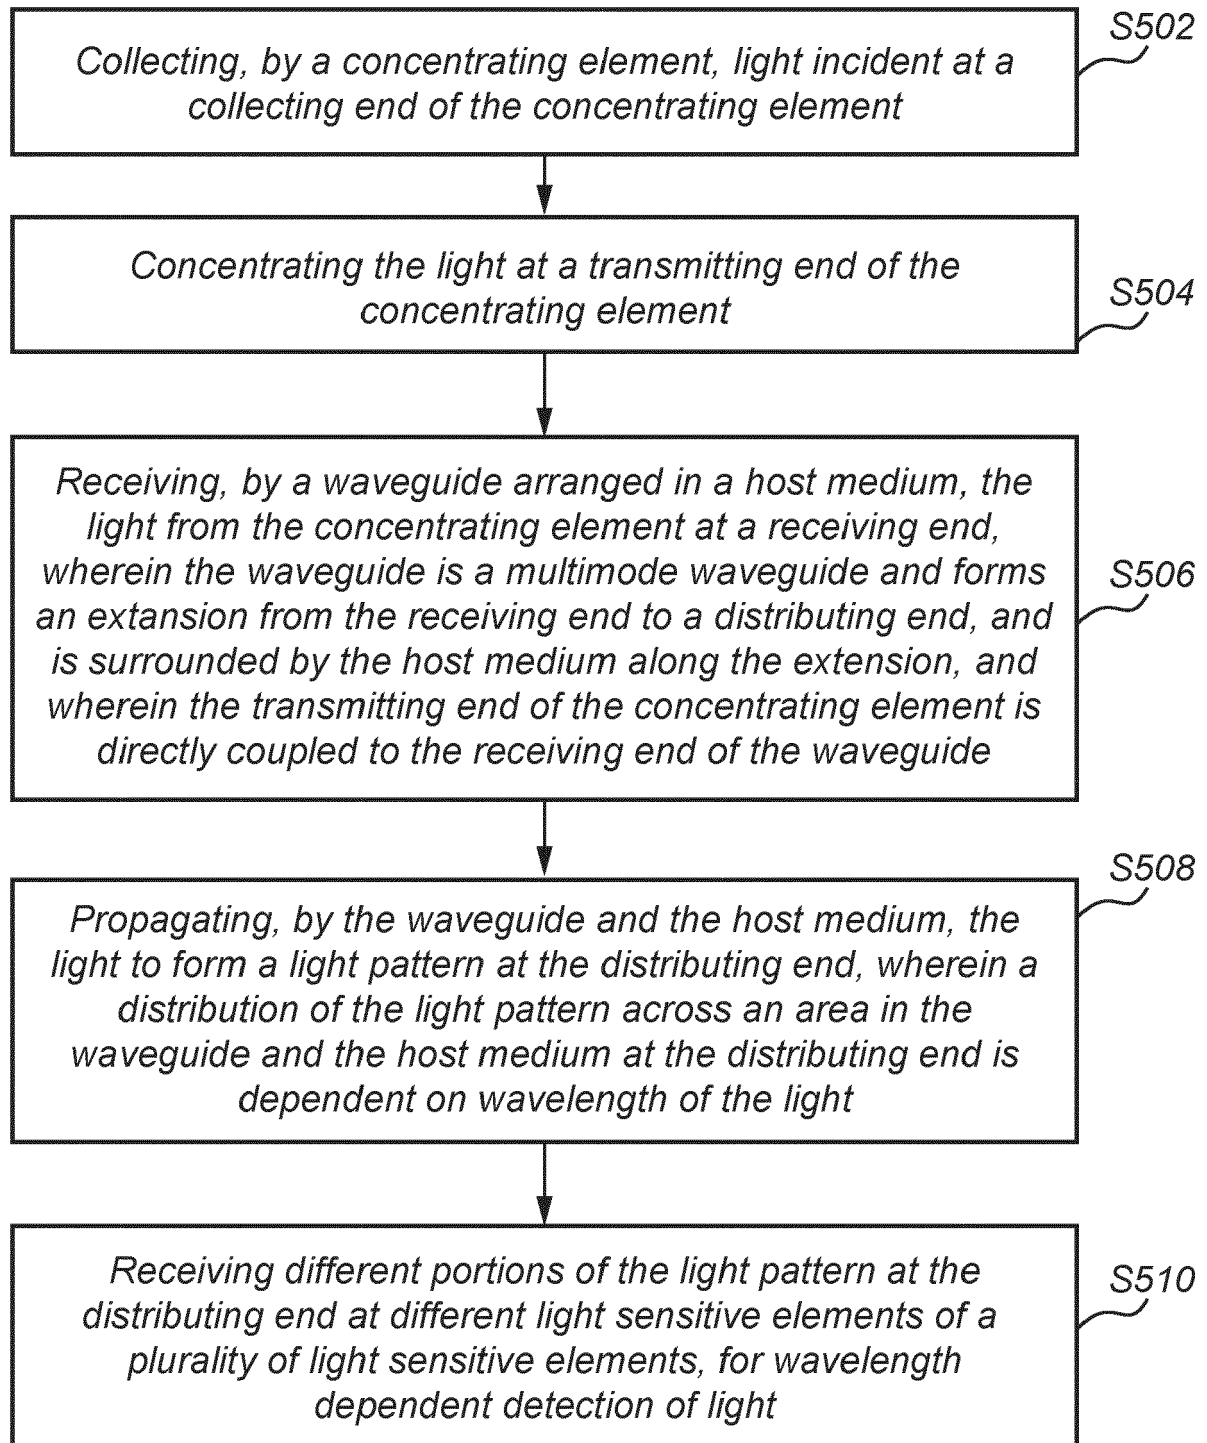 S502
Collecting, by a concentrating element, light incident at a
collecting end of the concentrating element
Concentrating the light at a transmitting end of the
concentrating element
S504
Receiving, by a waveguide arranged in a host medium, the
light from the concentrating element at a receiving end,
wherein the waveguide is a multimode waveguide and forms
an extansion from the receiving end to a distributing end, and
is surrounded by the host medium along the extension, and
wherein the transmitting end of the concentrating element is
directly coupled to the receiving end of the waveguide
S506
S508
Propagating, by the waveguide and the host medium, the
light to form a light pattern at the distributing end, wherein a
distribution of the light pattern across an area in the
waveguide and the host medium at the distributing end is
dependent on wavelength of the light
Receiving different portions of the light pattern at the
distributing end at different light sensitive elements of a
plurality of light sensitive elements, for wavelength
dependent detection of light
S510